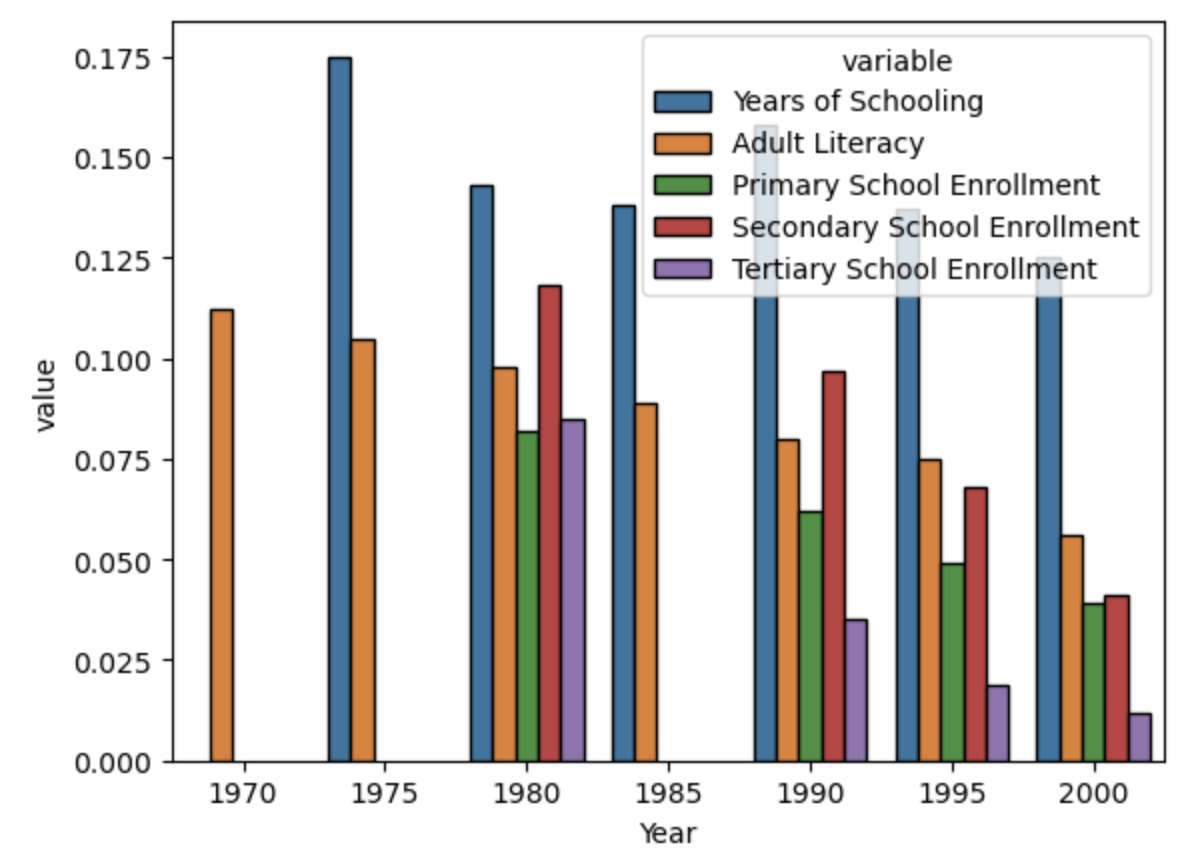 variable
Years of Schooling
Adult Literacy
Primary School Enrollment
Secondary School Enrollment
Tertiary School Enrollment
0.175
0.150
0.125
0.100
0.075
0.050
0.025
0.000
value
1970 1975 1980 1985 1990 1995 2000
Year